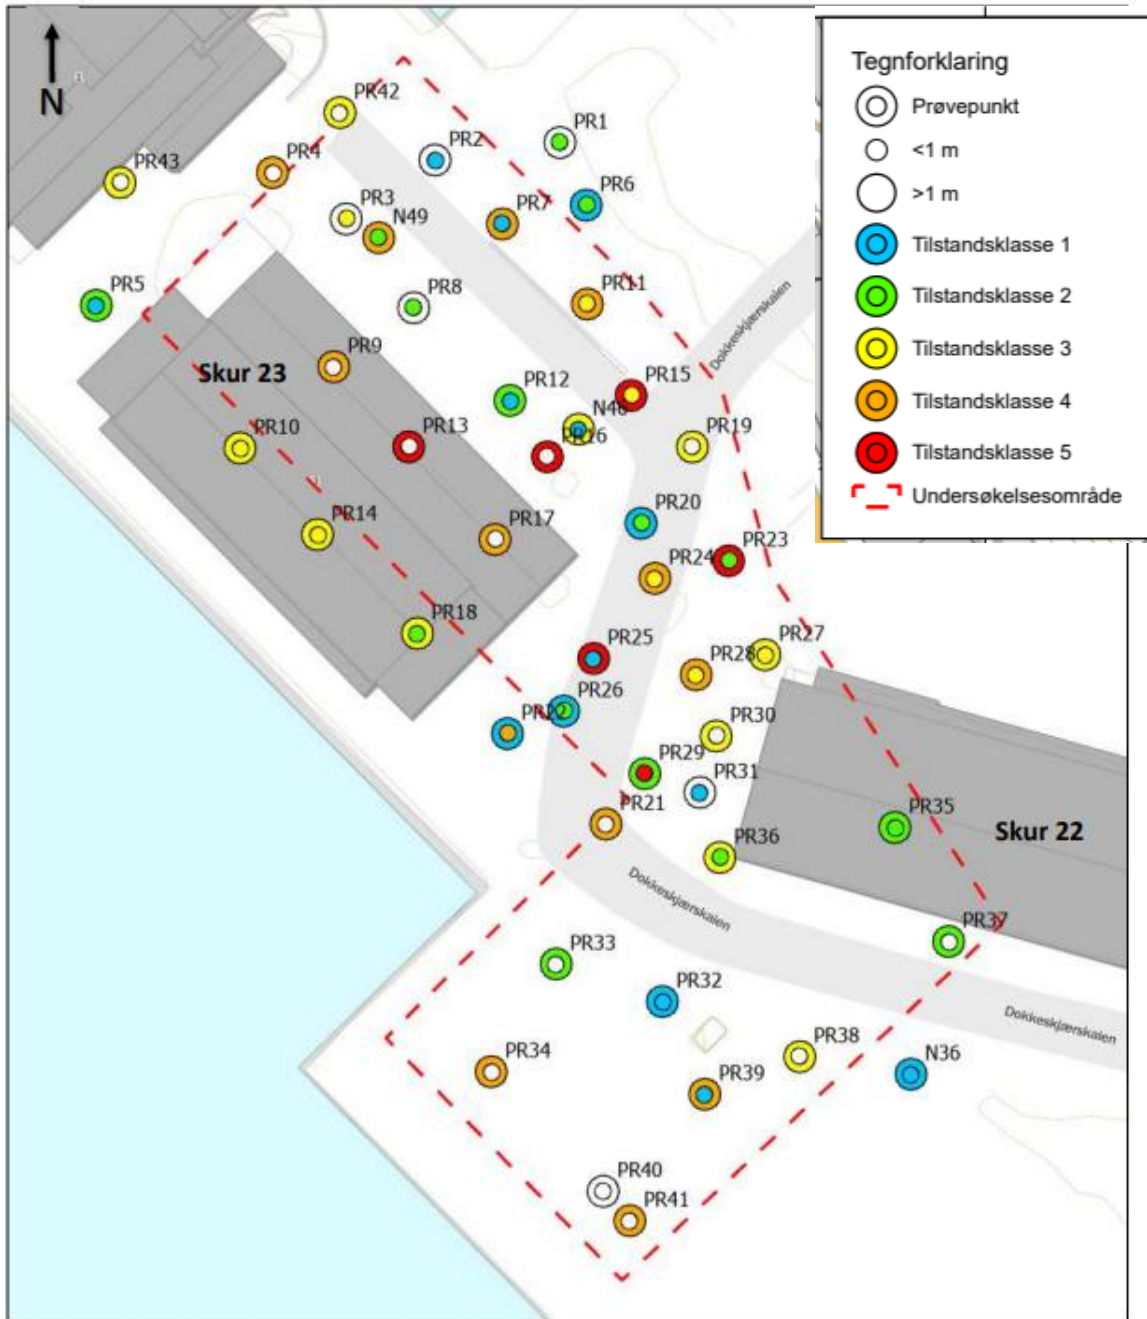 N
Tegnforklaring
Prøvepunkt
<1 m
>1 m
Tilstandsklasse 1
Tilstandsklasse 2
Tilstandsklasse 3
Tilstandsklasse 4
Tilstandsklasse 5
Undersøkelsesområde
PR42
PR1
PR2
PR4
PR43
PR6
PR3
PR7
N49
PR5
PR11
PR8
PR9
Skur 23
Dokkeskjærskaien
PR12
PR15
PR10
PR13
PR16
PR19
PR14
PR17
PR20
PR23
PR24
PR18
PR25
PR27
PR28
PR26
PR22
PR30
PR29
PR31
PR21
PR35
Skur 22
PR36
Dokkeskjærskaien
PR37
PR33
PR32
Dokkeskjærskaien
PR38
N36
PR34
PR39
PR40
PR41